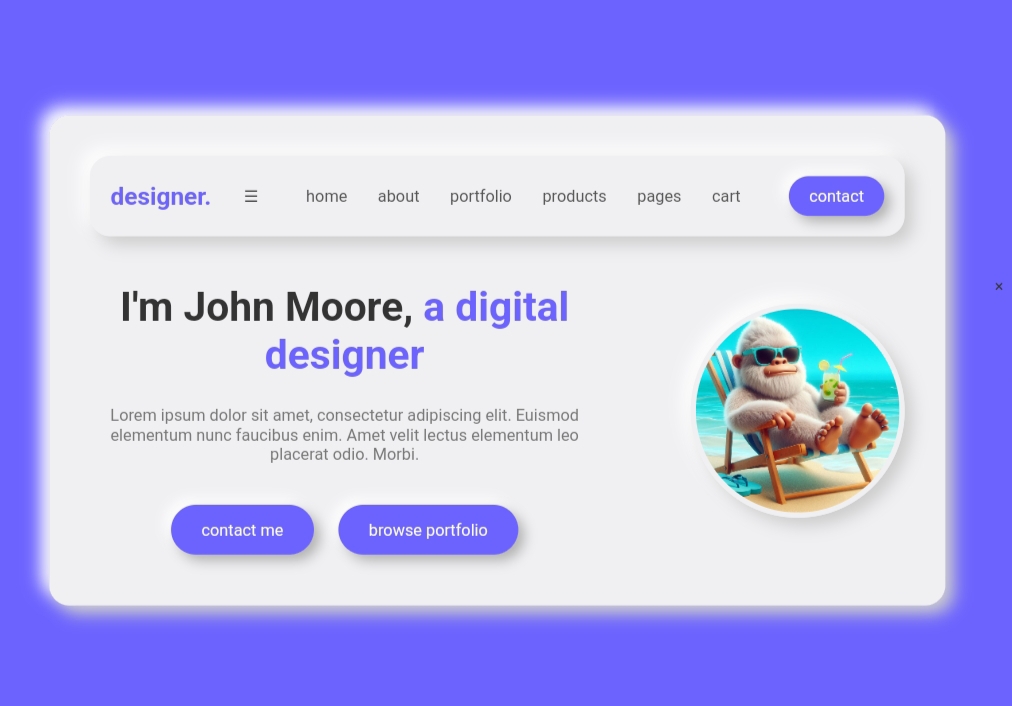 designer. ☰ home about portfolio products pages cart contact
×
I'm John Moore, a digital
designer
Lorem ipsum dolor sit amet, consectetur adipiscing elit. Euismod
elementum nunc faucibus enim. Amet velit lectus elementum leo
placerat odio. Morbi.
contact me browse portfolio